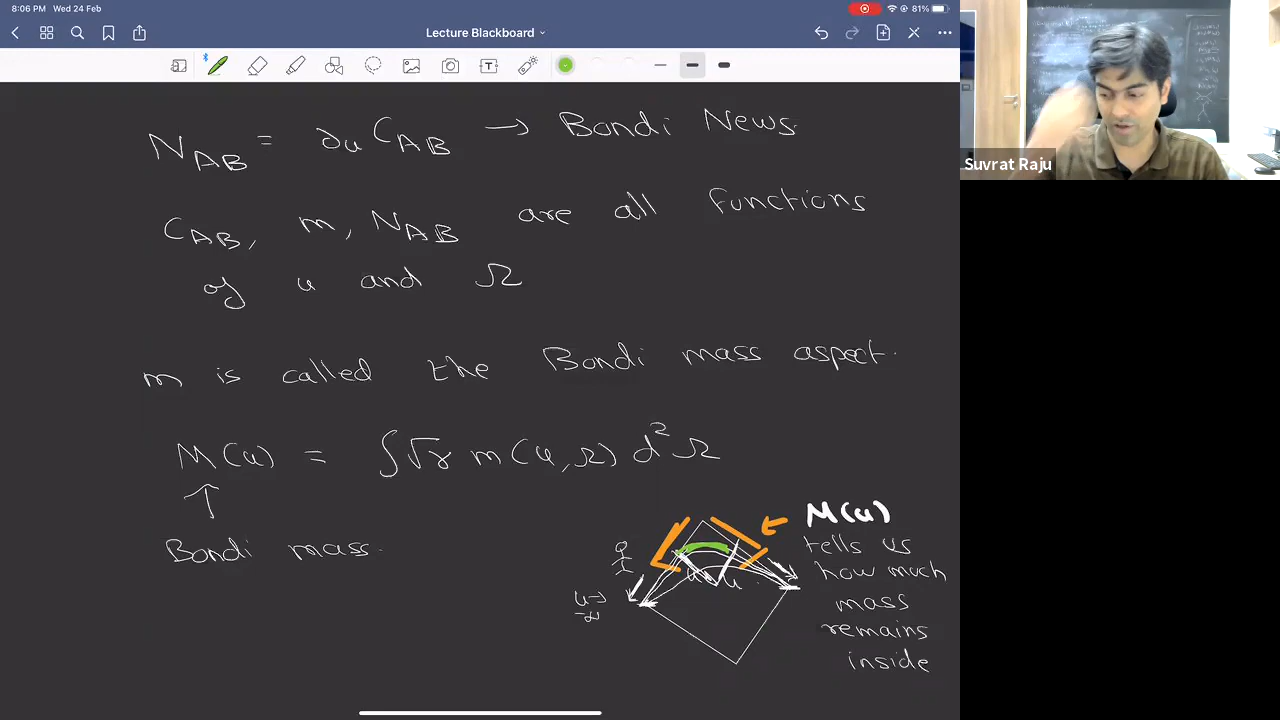 8:06 PM Wed 24 Feb
81%
Lecture Blackboard
Suvrat Raju
N_AB = ∂u C_AB → Bondi News.
C_AB, m, N_AB are all functions
of u and Ω
m is called the Bondi mass aspect.
M(u) = ∫√γ m(u,Ω) d²Ω
↑
Bondi mass.
M(u)
tells us
how much
mass
remains
inside
u u
u→
-∞